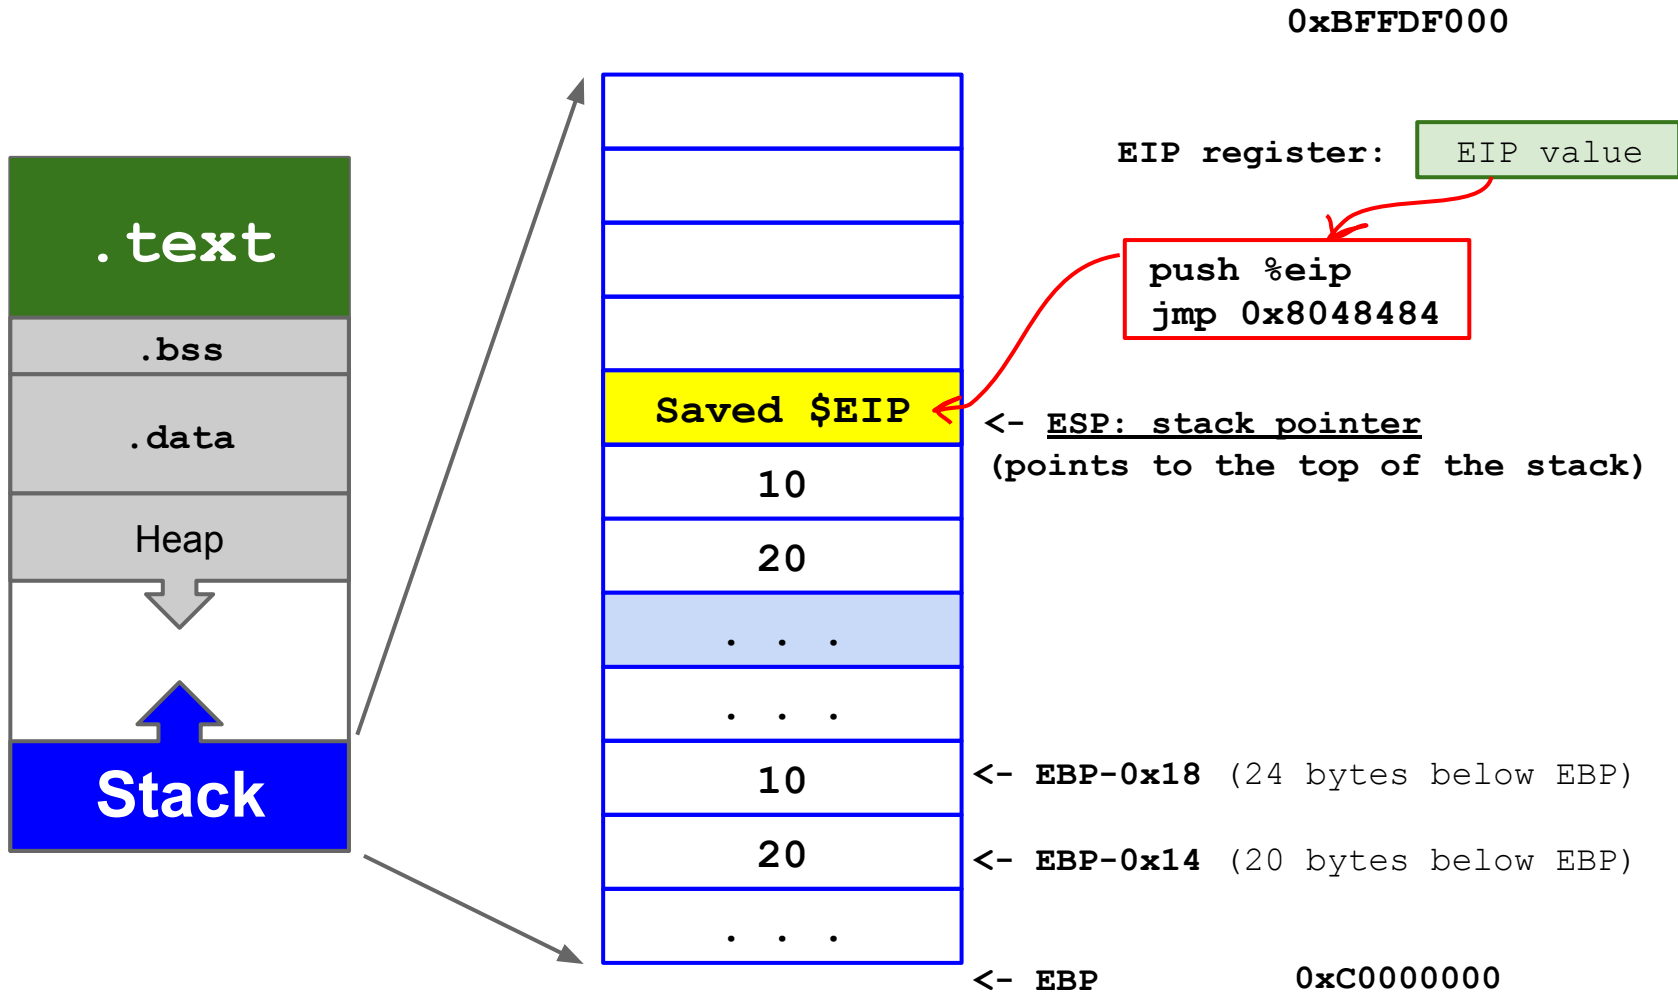 0xBFFDF000
.text
.bss
.data
Heap
Stack
EIP register:
EIP value
push %eip
jmp 0x8048484
Saved $EIP
<- ESP: stack pointer
(points to the top of the stack)
10
20
. . .
. . .
10
<- EBP-0x18 (24 bytes below EBP)
20
<- EBP-0x14 (20 bytes below EBP)
. . .
<- EBP
0xC0000000